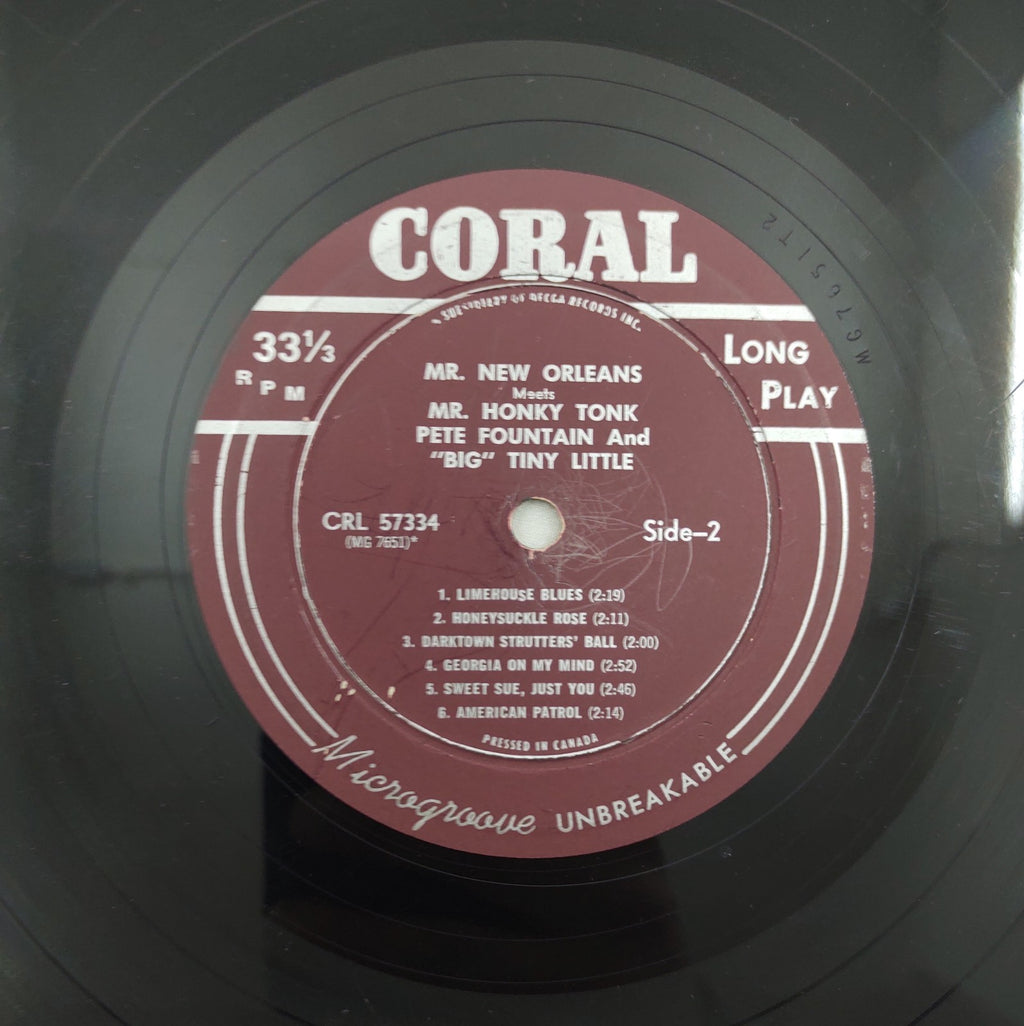 CORAL
A SUBSIDIARY OF DECCA RECORDS INC.
33⅓
RPM
LONG
PLAY
MR. NEW ORLEANS
Meets
MR. HONKY TONK
PETE FOUNTAIN And
"BIG" TINY LITTLE
CRL 57334
(MG 7651)*
Side-2
1. LIMEHOUSE BLUES (2:19)
2. HONEYSUCKLE ROSE (2:11)
3. DARKTOWN STRUTTERS' BALL (2:00)
4. GEORGIA ON MY MIND (2:52)
5. SWEET SUE, JUST YOU (2:46)
6. AMERICAN PATROL (2:14)
PRESSED IN CANADA
Microgroove UNBREAKABLE
MG7651T2